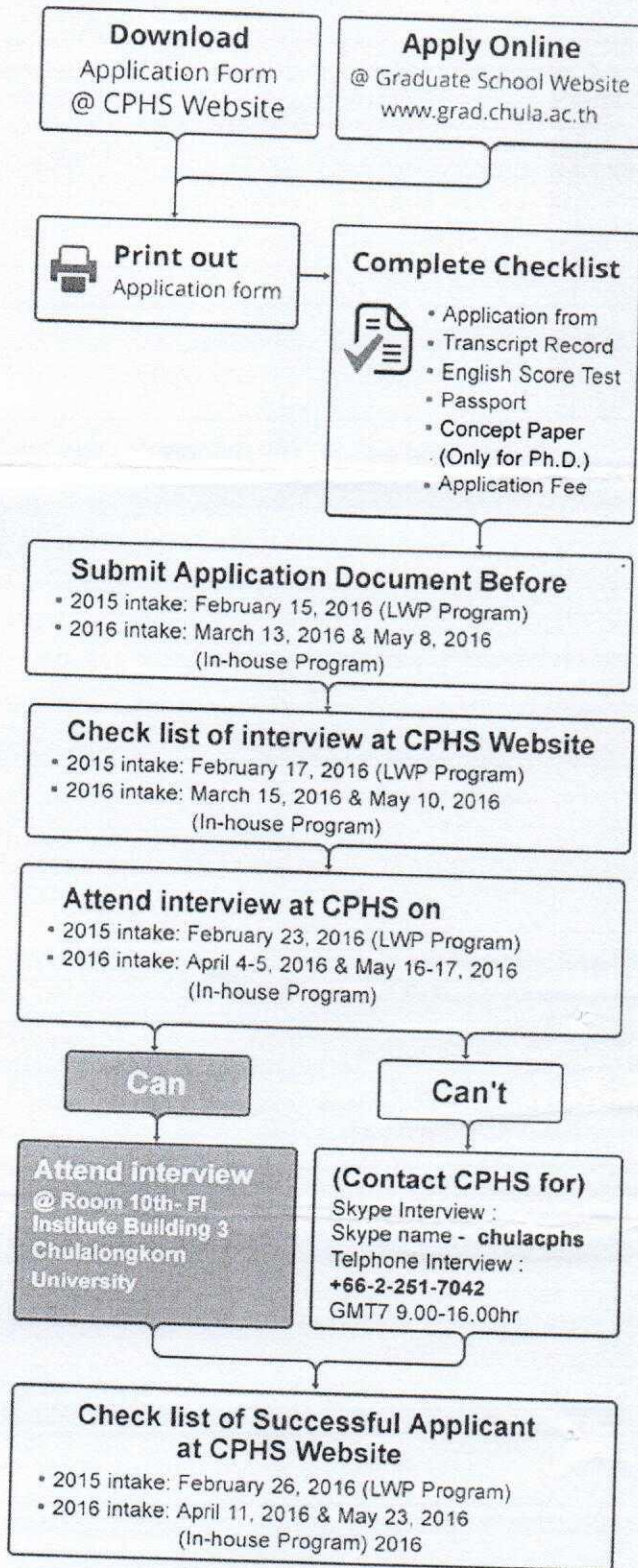 Download
Application Form
@ CPHS Website
Apply Online
@ Graduate School Website
www.grad.chula.ac.th
Print out
Application form
Complete Checklist
• Application from
• Transcript Record
• English Score Test
• Passport
• Concept Paper
(Only for Ph.D.)
• Application Fee
Submit Application Document Before
• 2015 intake: February 15, 2016 (LWP Program)
• 2016 intake: March 13, 2016 & May 8, 2016
(In-house Program)
Check list of interview at CPHS Website
• 2015 intake: February 17, 2016 (LWP Program)
• 2016 intake: March 15, 2016 & May 10, 2016
(In-house Program)
Attend interview at CPHS on
• 2015 intake: February 23, 2016 (LWP Program)
• 2016 intake: April 4-5, 2016 & May 16-17, 2016
(In-house Program)
Can
Can't
Attend interview
@ Room 10th- Fl
Institute Building 3
Chulalongkorn
University
(Contact CPHS for)
Skype Interview :
Skype name - chulacphs
Telphone Interview :
+66-2-251-7042
GMT7 9.00-16.00hr
Check list of Successful Applicant
at CPHS Website
• 2015 intake: February 26, 2016 (LWP Program)
• 2016 intake: April 11, 2016 & May 23, 2016
(In-house Program) 2016